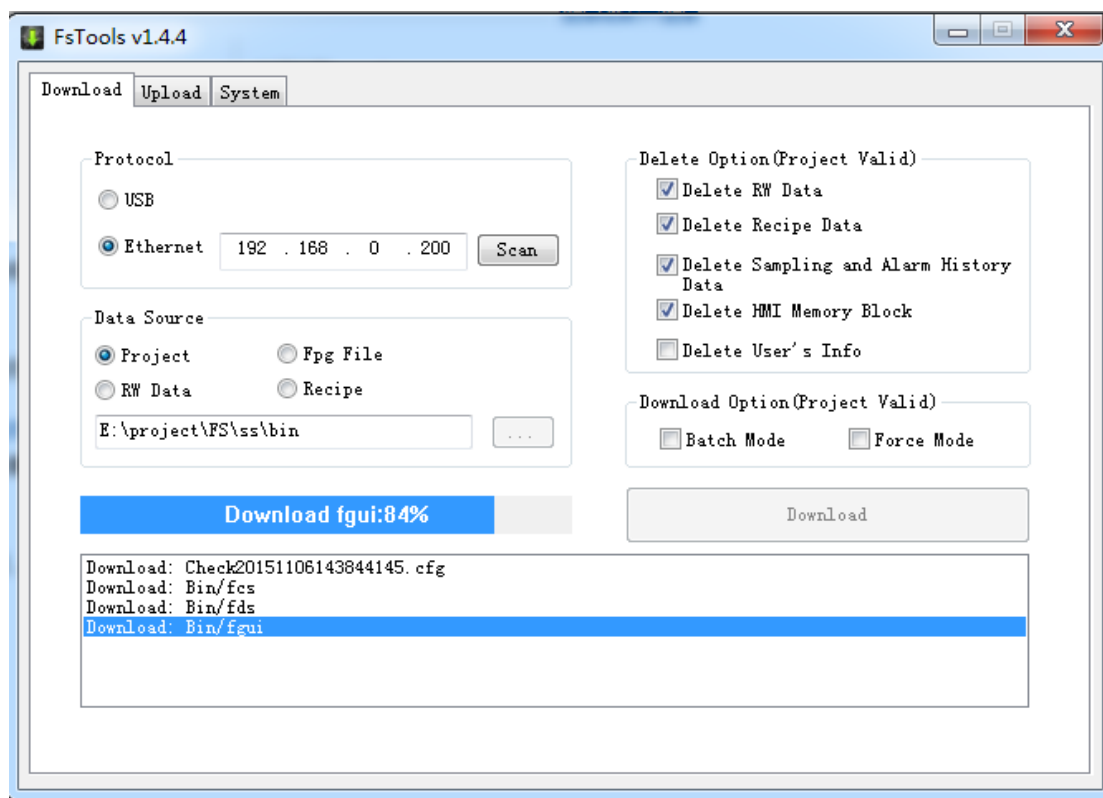 FsTools v1.4.4
Download Upload System
Protocol
USB
Ethernet 192 . 168 . 0 . 200 Scan
Data Source
Project Fpg File
RW Data Recipe
E:\project\FS\ss\bin ...
Delete Option(Project Valid)
Delete RW Data
Delete Recipe Data
Delete Sampling and Alarm History
Data
Delete HMI Memory Block
Delete User's Info
Download Option(Project Valid)
Batch Mode Force Mode
Download fgui:84%
Download
Download: Check20151106143844145.cfg
Download: Bin/fcs
Download: Bin/fds
Download: Bin/fgui